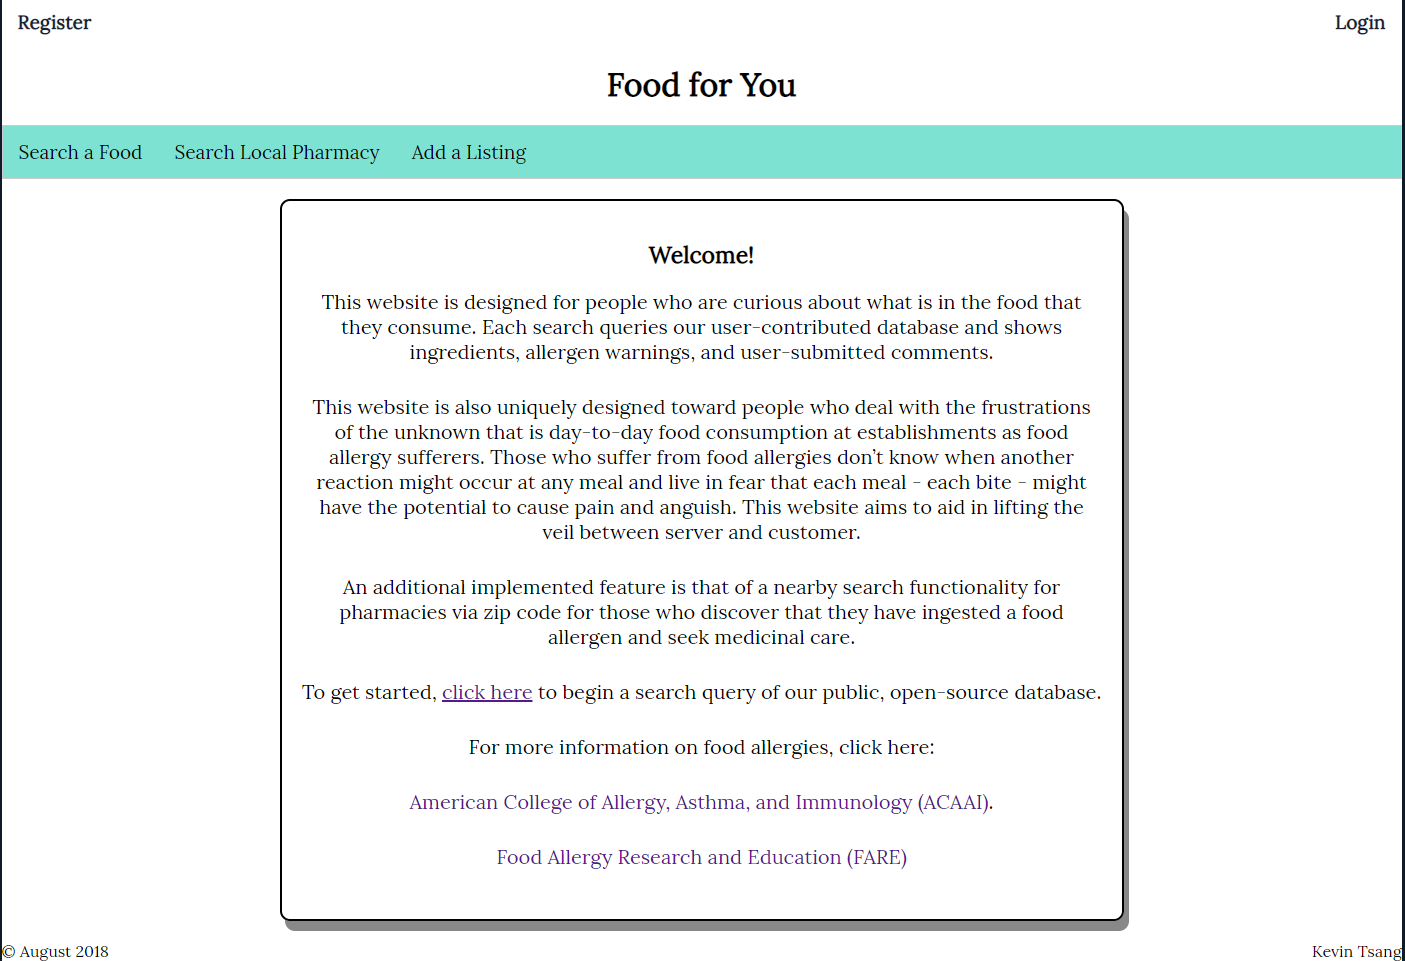 Register
Login
Food for You
Search a Food
Search Local Pharmacy
Add a Listing
Welcome!
This website is designed for people who are curious about what is in the food that
they consume. Each search queries our user-contributed database and shows
ingredients, allergen warnings, and user-submitted comments.
This website is also uniquely designed toward people who deal with the frustrations
of the unknown that is day-to-day food consumption at establishments as food
allergy sufferers. Those who suffer from food allergies don’t know when another
reaction might occur at any meal and live in fear that each meal - each bite - might
have the potential to cause pain and anguish. This website aims to aid in lifting the
veil between server and customer.
An additional implemented feature is that of a nearby search functionality for
pharmacies via zip code for those who discover that they have ingested a food
allergen and seek medicinal care.
To get started, click here to begin a search query of our public, open-source database.
For more information on food allergies, click here:
American College of Allergy, Asthma, and Immunology (ACAAI).
Food Allergy Research and Education (FARE)
© August 2018
Kevin Tsang